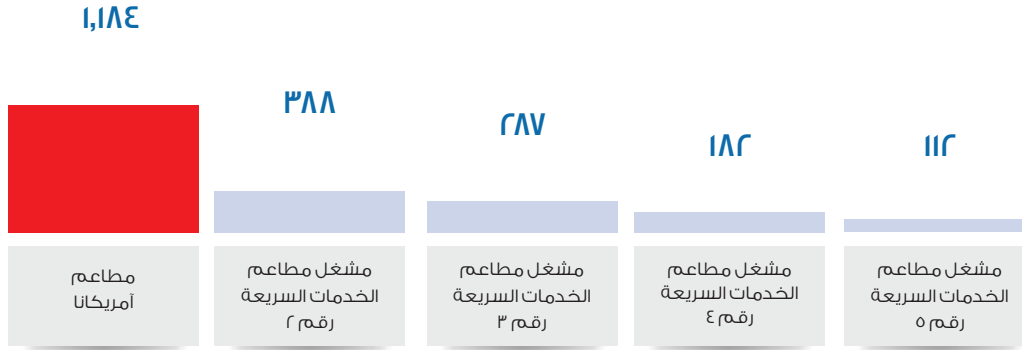 ١,١٨٤
٣٨٨
٢٨٧
١٨٢
١١٢
مطاعم
آمريكانا
مشغل مطاعم
الخدمات السريعة
رقم ٢
مشغل مطاعم
الخدمات السريعة
رقم ٣
مشغل مطاعم
الخدمات السريعة
رقم ٤
مشغل مطاعم
الخدمات السريعة
رقم ٥